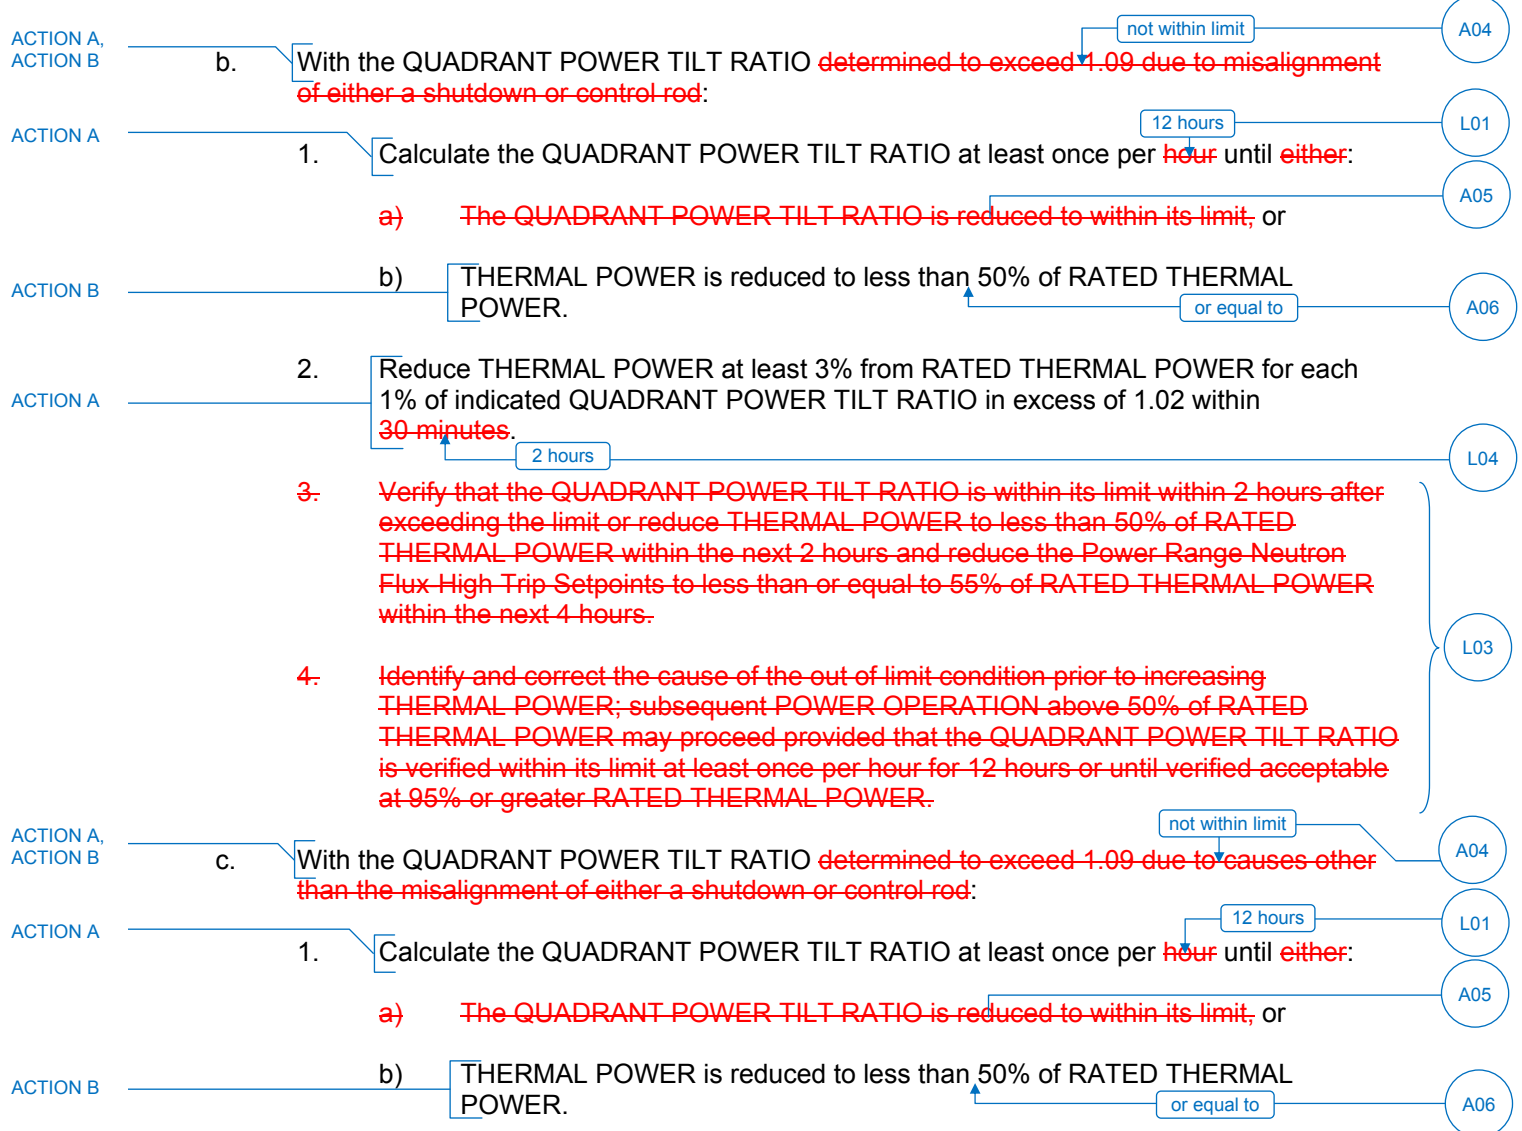 not within limit
A04
ACTION A,
ACTION B
b. With the QUADRANT POWER TILT RATIO determined to exceed 1.09 due to misalignment
of either a shutdown or control rod:
12 hours
L01
ACTION A
1. Calculate the QUADRANT POWER TILT RATIO at least once per hour until either:
A05
a) The QUADRANT POWER TILT RATIO is reduced to within its limit, or
ACTION B
b) THERMAL POWER is reduced to less than 50% of RATED THERMAL
POWER.
or equal to
A06
2. Reduce THERMAL POWER at least 3% from RATED THERMAL POWER for each
ACTION A
1% of indicated QUADRANT POWER TILT RATIO in excess of 1.02 within
30 minutes.
2 hours
L04
3. Verify that the QUADRANT POWER TILT RATIO is within its limit within 2 hours after
exceeding the limit or reduce THERMAL POWER to less than 50% of RATED
THERMAL POWER within the next 2 hours and reduce the Power Range Neutron
Flux-High Trip Setpoints to less than or equal to 55% of RATED THERMAL POWER
within the next 4 hours.
L03
4. Identify and correct the cause of the out of limit condition prior to increasing
THERMAL POWER; subsequent POWER OPERATION above 50% of RATED
THERMAL POWER may proceed provided that the QUADRANT POWER TILT RATIO
is verified within its limit at least once per hour for 12 hours or until verified acceptable
at 95% or greater RATED THERMAL POWER.
not within limit
A04
ACTION A,
ACTION B
c. With the QUADRANT POWER TILT RATIO determined to exceed 1.09 due to causes other
than the misalignment of either a shutdown or control rod:
12 hours
L01
ACTION A
1. Calculate the QUADRANT POWER TILT RATIO at least once per hour until either:
A05
a) The QUADRANT POWER TILT RATIO is reduced to within its limit, or
ACTION B
b) THERMAL POWER is reduced to less than 50% of RATED THERMAL
POWER.
or equal to
A06